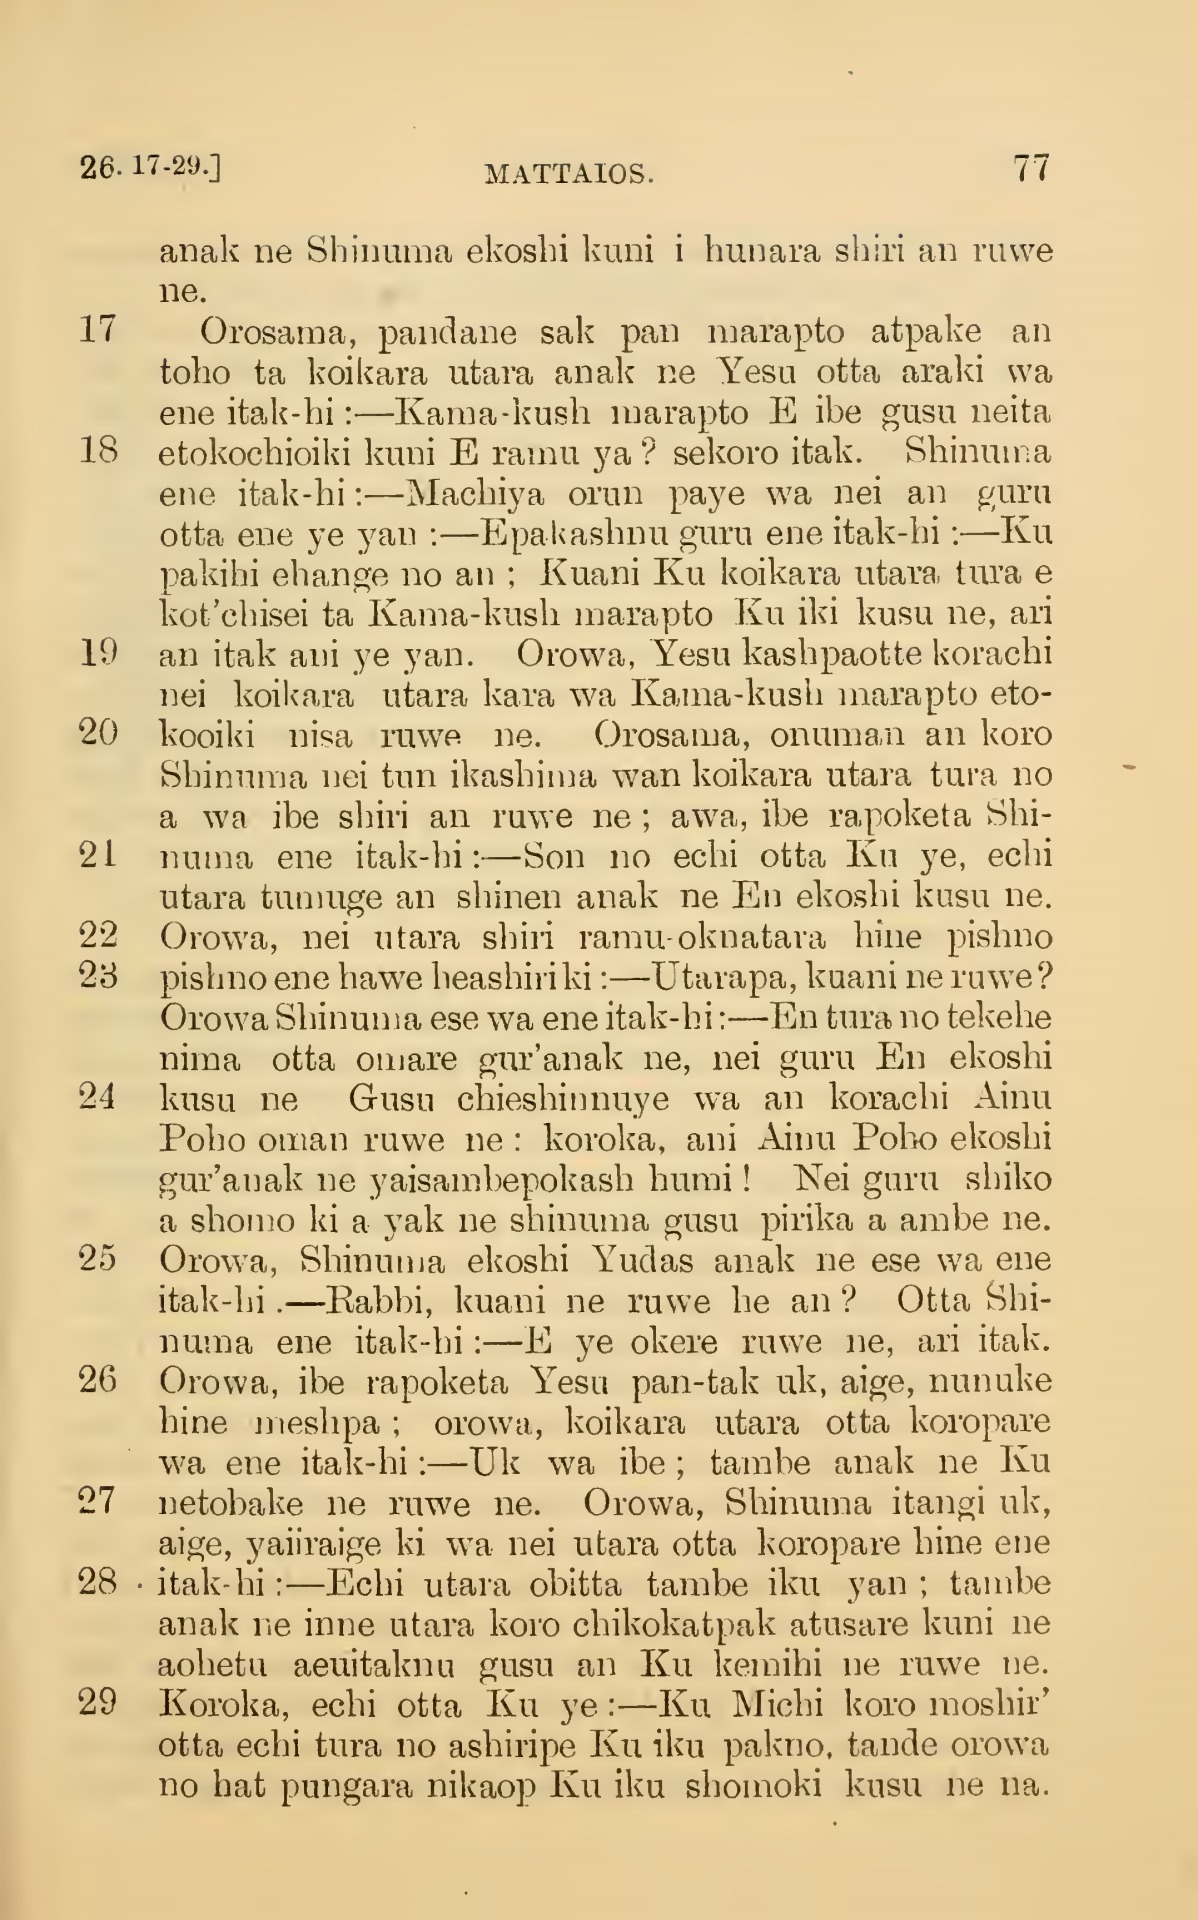 26. 17-29.] MATTAIOS. 77
anak ne Shinuma ekoshi kuni i hunara shiri an ruwe
ne.
17 Orosama, pandane sak pan marapto atpake an
toho ta koikara utara anak ne Yesu otta araki wa
ene itak-hi :—Kama-kush marapto E ibe gusu neita
18 etokochioiki kuni E ramu ya? sekoro itak. Shinuma
ene itak-hi :—Machiya orun paye wa nei an guru
otta ene ye yan :—Epakashnu guru ene itak-hi :—Ku
pakihi ehange no an ; Kuani Ku koikara utara tura e
kot'chisei ta Kama-kush marapto Ku iki kusu ne, ari
19 an itak ani ye yan. Orowa, Yesu kashpaotte korachi
nei koikara utara kara wa Kama-kush marapto eto-
20 kooiki nisa ruwe ne. Orosama, onuman an koro
Shinuma nei tun ikashima wan koikara utara tura no
a wa ibe shiri an ruwe ne ; awa, ibe rapoketa Shi-
21 numa ene itak-hi :—Son no echi otta Ku ye, echi
utara tumuge an shinen anak ne En ekoshi kusu ne.
22 Orowa, nei utara shiri ramu-oknatara hine pishno
23 pishno ene hawe heashiri ki :—Utarapa, kuani ne ruwe?
Orowa Shinuma ese wa ene itak-hi :—En tura no tekehe
nima otta omare gur'anak ne, nei guru En ekoshi
24 kusu ne Gusu chieshinnuye wa an korachi Ainu
Poho oman ruwe ne : koroka, ani Ainu Poho ekoshi
gur'anak ne yaisambepokash humi ! Nei guru shiko
a shomo ki a yak ne shinuma gusu pirika a ambe ne.
25 Orowa, Shinuma ekoshi Yudas anak ne ese wa ene
itak-hi .—Rabbi, kuani ne ruwe he an ? Otta Shi-
numa ene itak-hi :—E ye okere ruwe ne, ari itak.
26 Orowa, ibe rapoketa Yesu pan-tak uk, aige, nunuke
hine meshpa ; orowa, koikara utara otta koropare
wa ene itak-hi :—Uk wa ibe ; tambe anak ne Ku
27 netobake ne ruwe ne. Orowa, Shinuma itangi uk,
aige, yaiiraige ki wa nei utara otta koropare hine ene
28 itak-hi :—Echi utara obitta tambe iku yan ; tambe
anak ne inne utara koro chikokatpak atusare kuni ne
aohetu aeuitaknu gusu an Ku kemihi ne ruwe ne.
29 Koroka, echi otta Ku ye :—Ku Michi koro moshir'
otta echi tura no ashiripe Ku iku pakno, tande orowa
no hat pungara nikaop Ku iku shomoki kusu ne na.